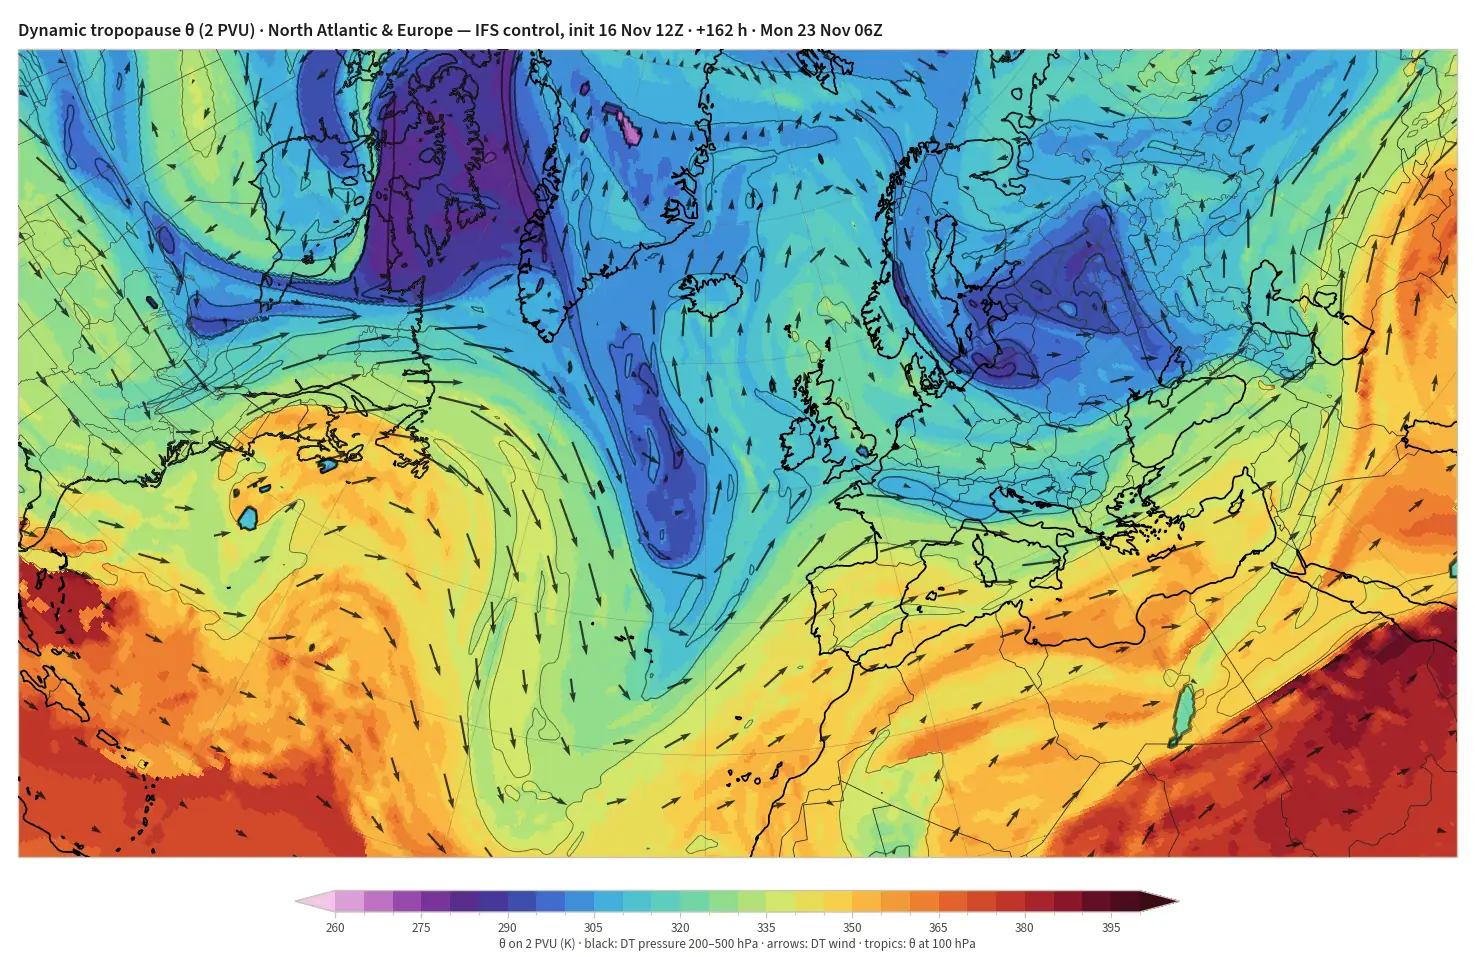 Dynamic tropopause θ (2 PVU) · North Atlantic & Europe — IFS control, init 16 Nov 12Z · +162 h · Mon 23 Nov 06Z
260 275 290 305 320 335 350 365 380 395
θ on 2 PVU (K) · black: DT pressure 200–500 hPa · arrows: DT wind · tropics: θ at 100 hPa